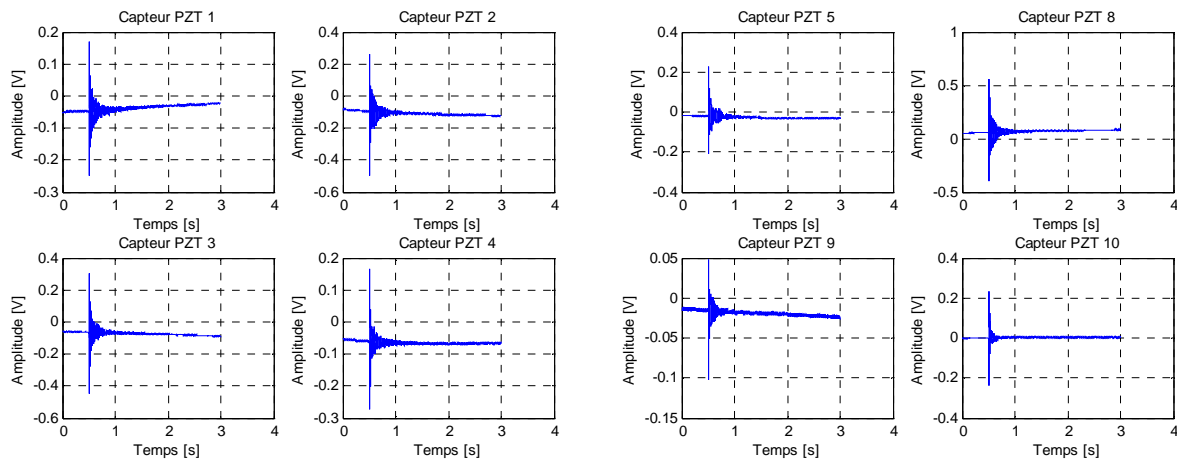 Capteur PZT 1
Amplitude [V]
0.2
0.1
0
-0.1
-0.2
-0.3
0 1 2 3 4
Temps [s]
Capteur PZT 2
Amplitude [V]
0.4
0.2
0
-0.2
-0.4
-0.6
0 1 2 3 4
Temps [s]
Capteur PZT 5
Amplitude [V]
0.4
0.2
0
-0.2
-0.4
0 1 2 3 4
Temps [s]
Capteur PZT 8
Amplitude [V]
1
0.5
0
-0.5
0 1 2 3 4
Temps [s]
Capteur PZT 3
Amplitude [V]
0.4
0.2
0
-0.2
-0.4
-0.6
0 1 2 3 4
Temps [s]
Capteur PZT 4
Amplitude [V]
0.2
0.1
0
-0.1
-0.2
-0.3
0 1 2 3 4
Temps [s]
Capteur PZT 9
Amplitude [V]
0.05
0
-0.05
-0.1
-0.15
0 1 2 3 4
Temps [s]
Capteur PZT 10
Amplitude [V]
0.4
0.2
0
-0.2
-0.4
0 1 2 3 4
Temps [s]